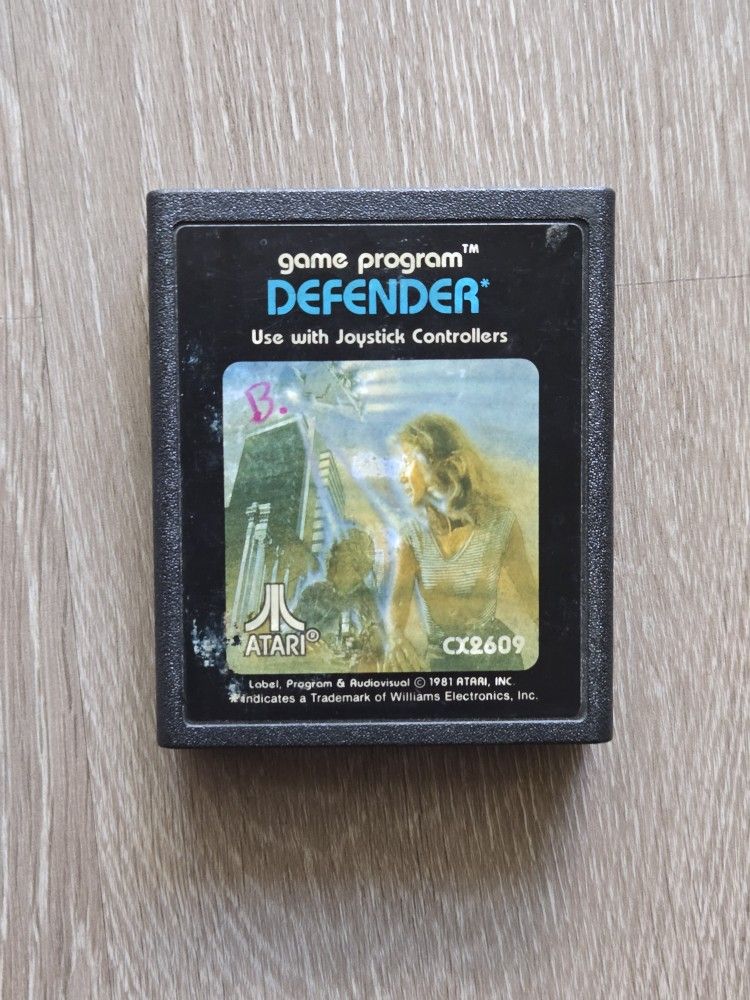 game program™
DEFENDER*
Use with Joystick Controllers
B.
ATARI®
CX2609
Label, Program & Audiovisual © 1981 ATARI, INC.
*Indicates a Trademark of Williams Electronics, Inc.